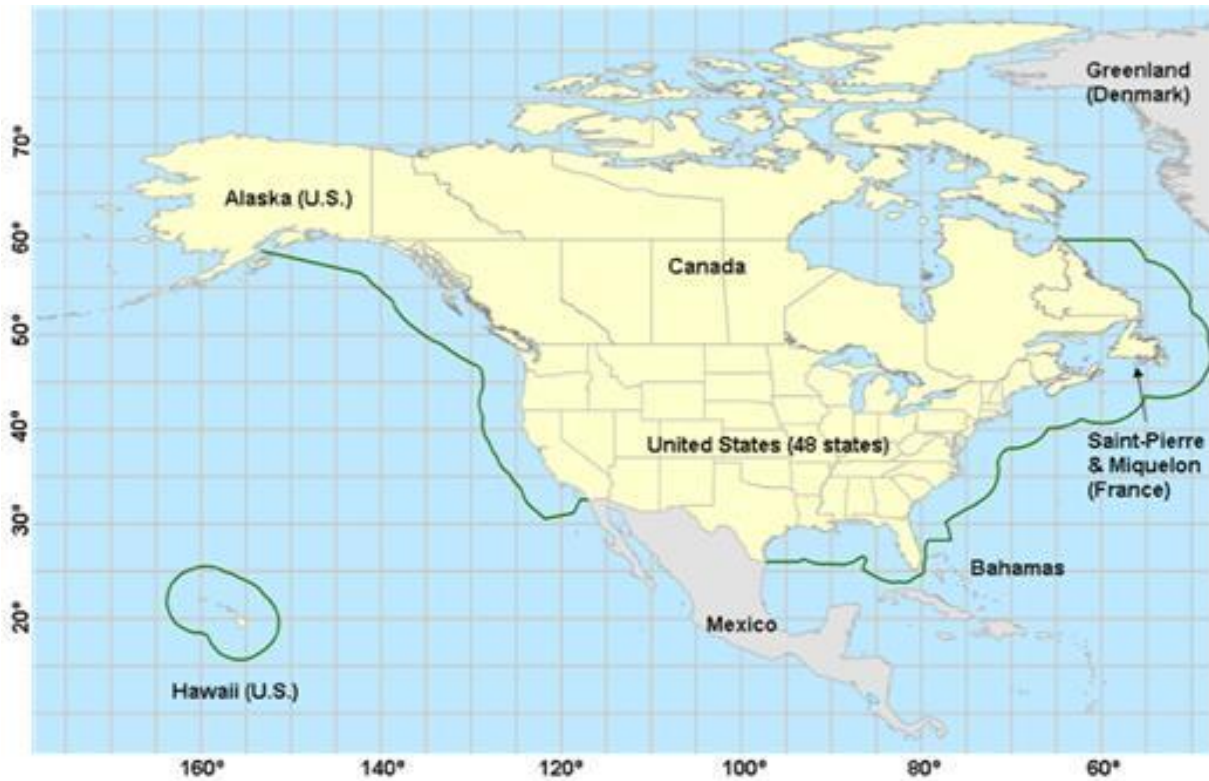 Greenland
(Denmark)
70°
Alaska (U.S.)
60°
Canada
50°
40°
United States (48 states)
Saint-Pierre
& Miquelon
(France)
30°
Bahamas
20°
Mexico
Hawaii (U.S.)
160°
140°
120°
100°
80°
60°